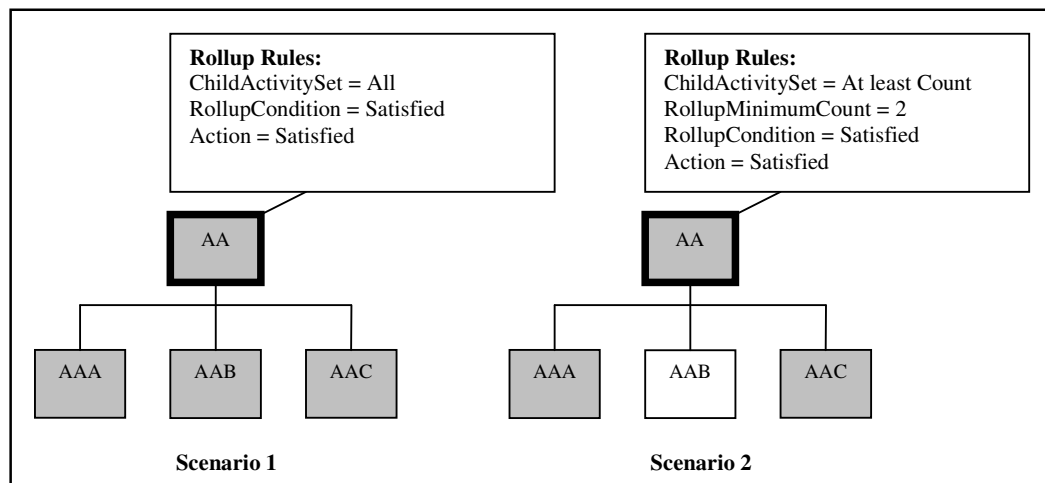 Rollup Rules:
ChildActivitySet = All
RollupCondition = Satisfied
Action = Satisfied
Rollup Rules:
ChildActivitySet = At least Count
RollupMinimumCount = 2
RollupCondition = Satisfied
Action = Satisfied
AA
AA
AAA
AAB
AAC
AAA
AAB
AAC
Scenario 1
Scenario 2